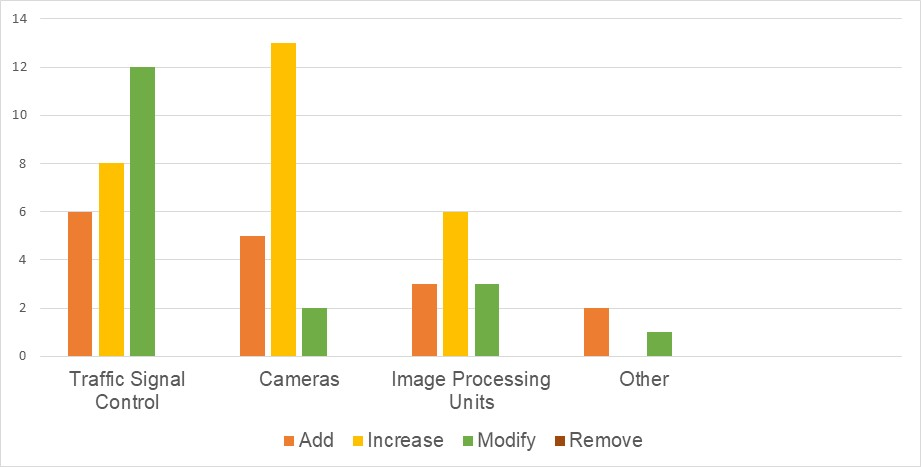 14
12
10
8
6
4
2
0
Traffic Signal Cameras Image Processing Other
Control Units
Add Increase Modify Remove